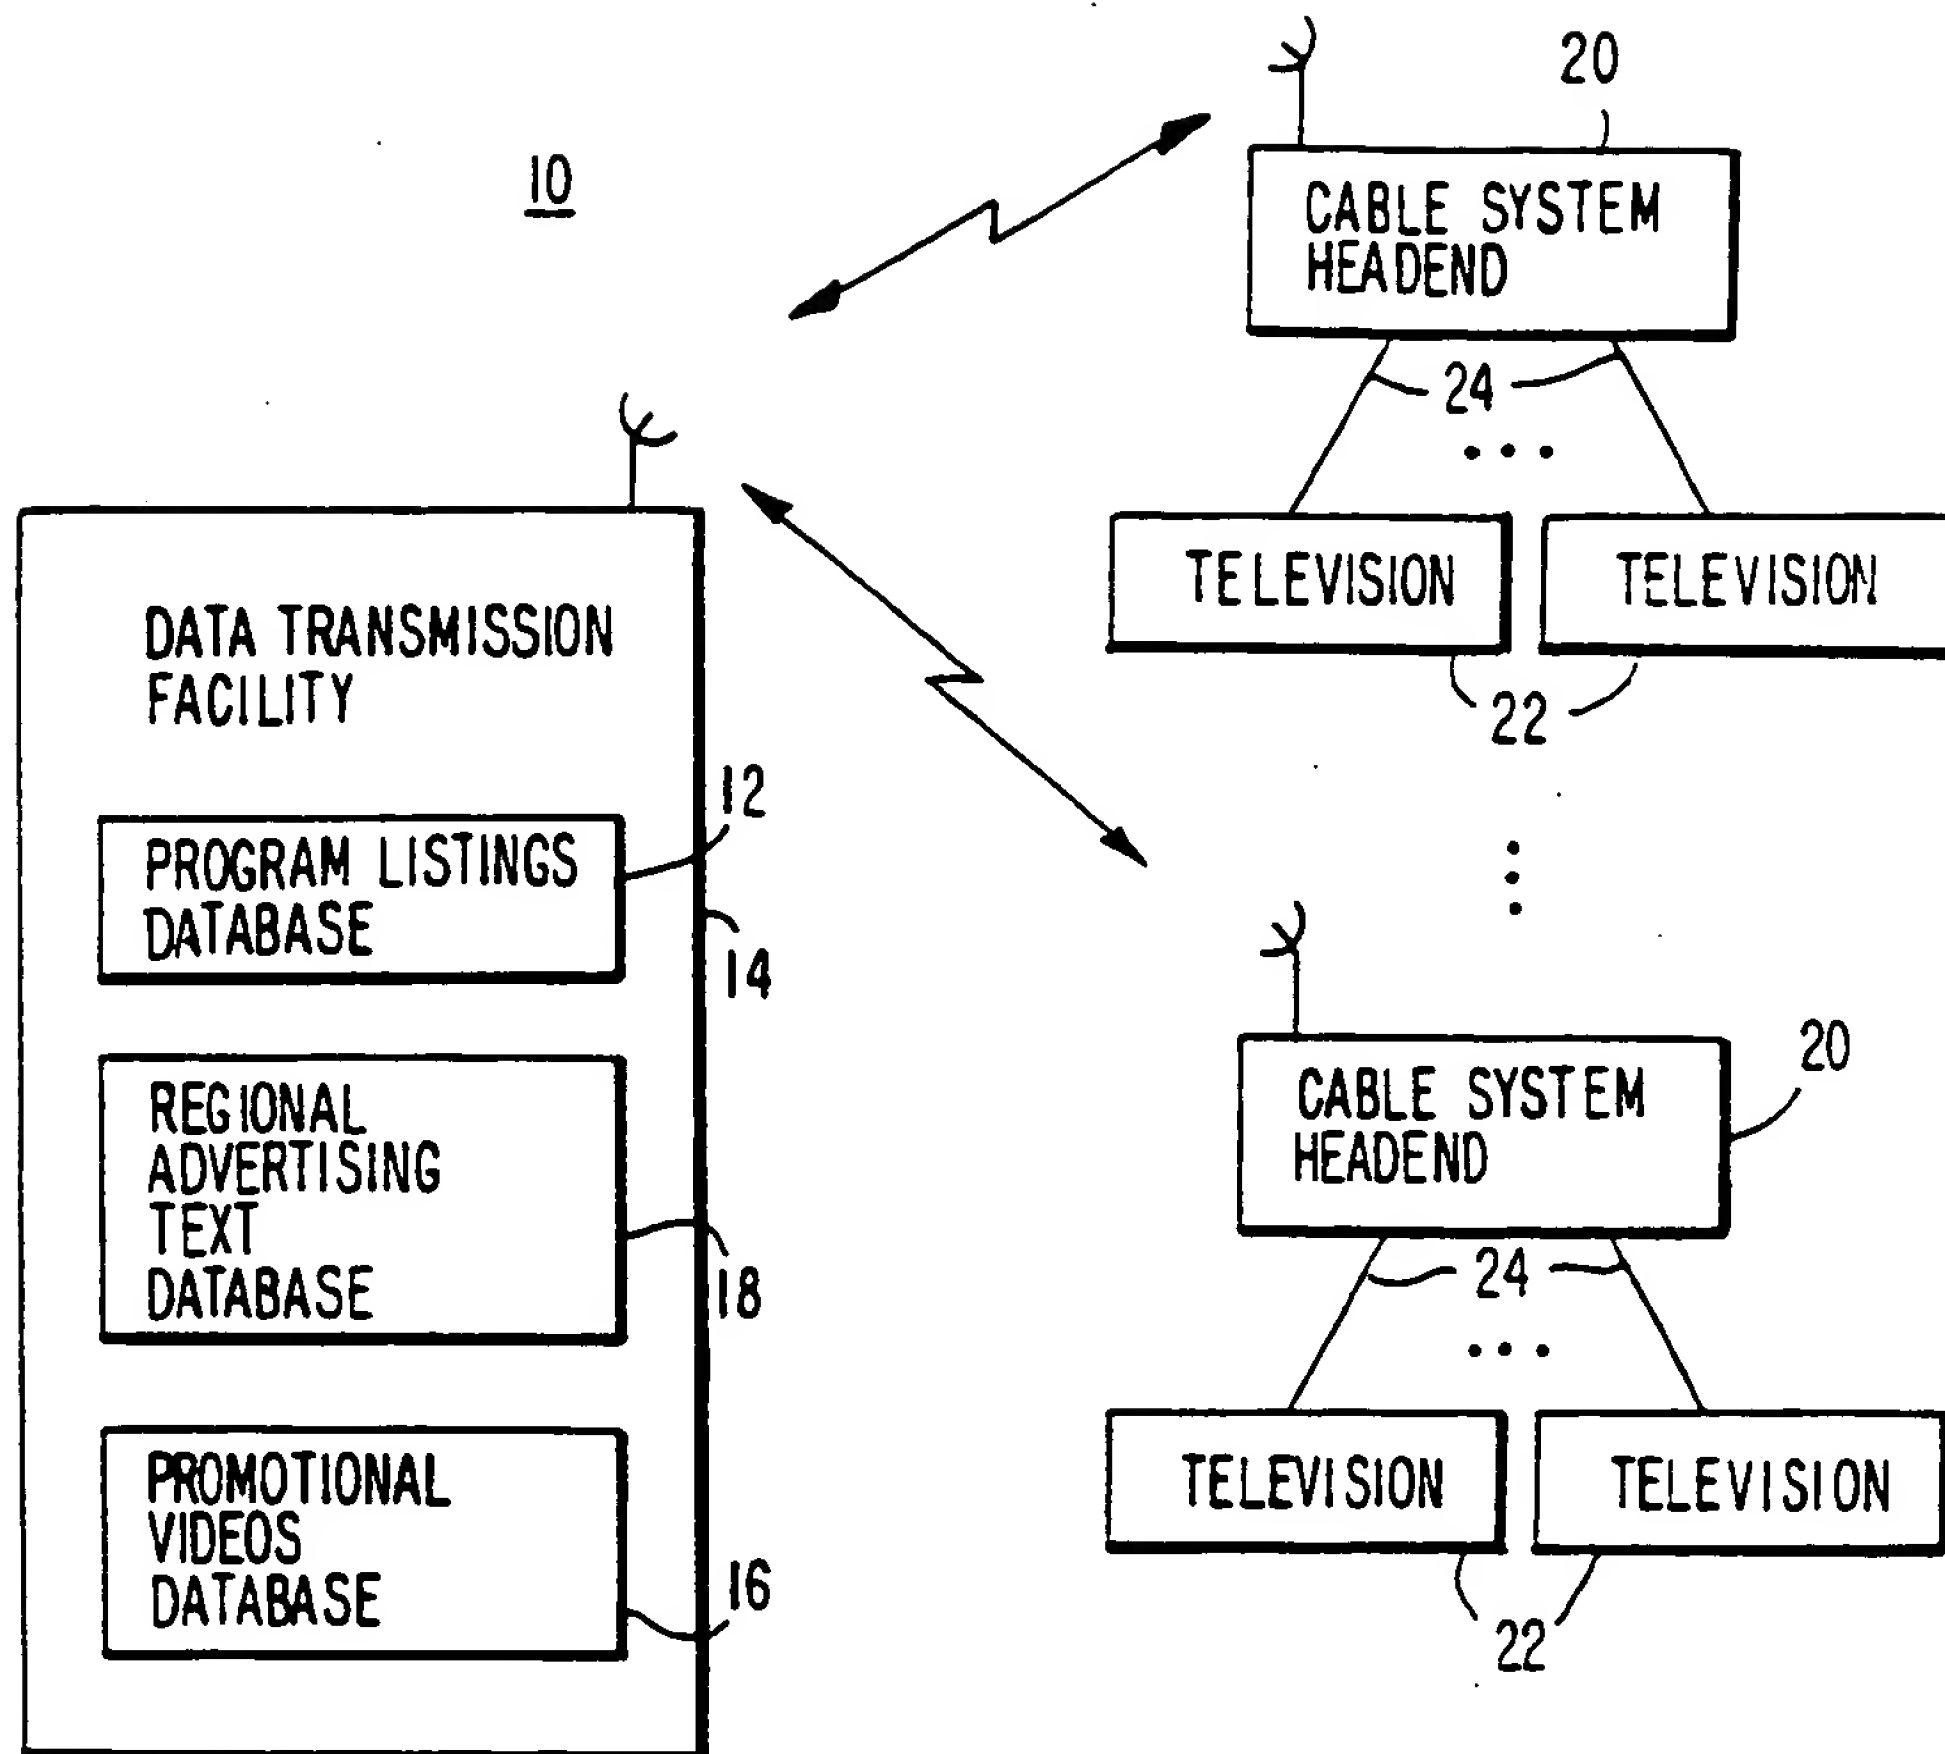 10
DATA TRANSMISSION
FACILITY
12
PROGRAM LISTINGS
DATABASE
14
REGIONAL
ADVERTISING
TEXT
DATABASE
18
PROMOTIONAL
VIDEOS
DATABASE
16
20
CABLE SYSTEM
HEADEND
24
TELEVISION
TELEVISION
22
20
CABLE SYSTEM
HEADEND
24
TELEVISION
TELEVISION
22